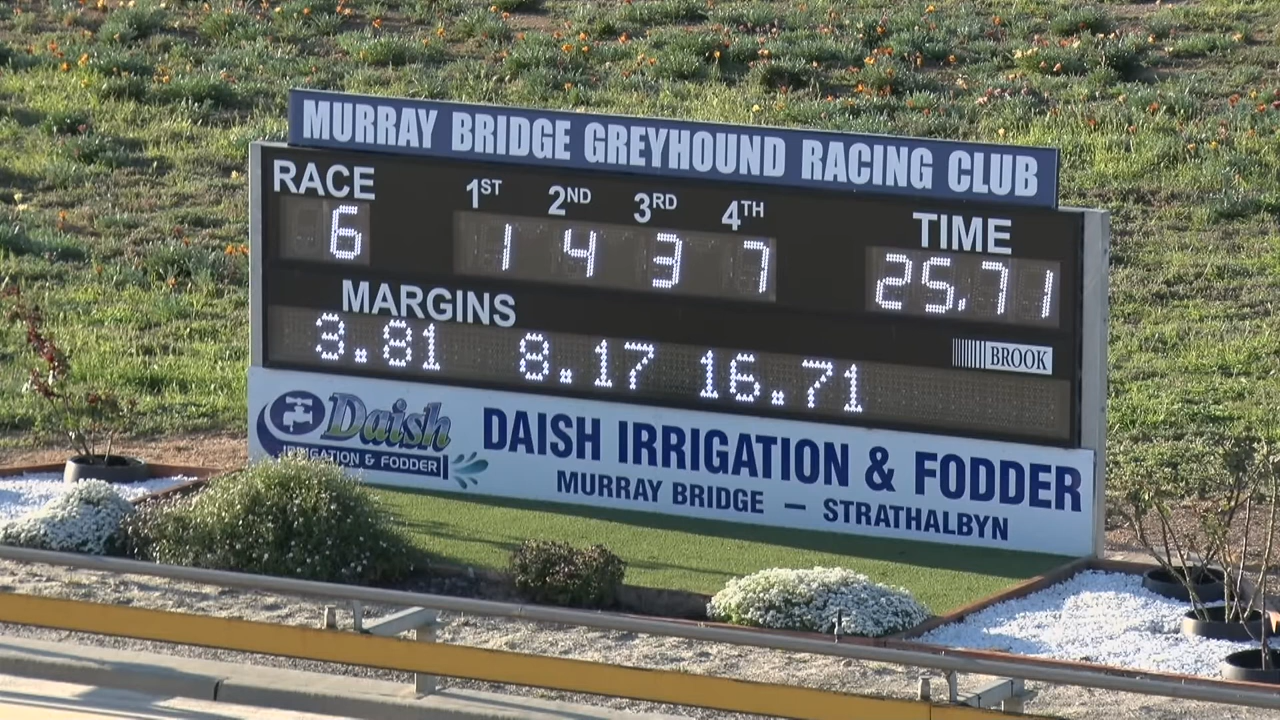 MURRAY BRIDGE GREYHOUND RACING CLUB
RACE 1ST 2ND 3RD 4TH TIME
6 1 4 3 7 25.71
MARGINS
3.81 8.17 16.71
BROOK
Daish
IRRIGATION & FODDER
DAISH IRRIGATION & FODDER
MURRAY BRIDGE — STRATHALBYN